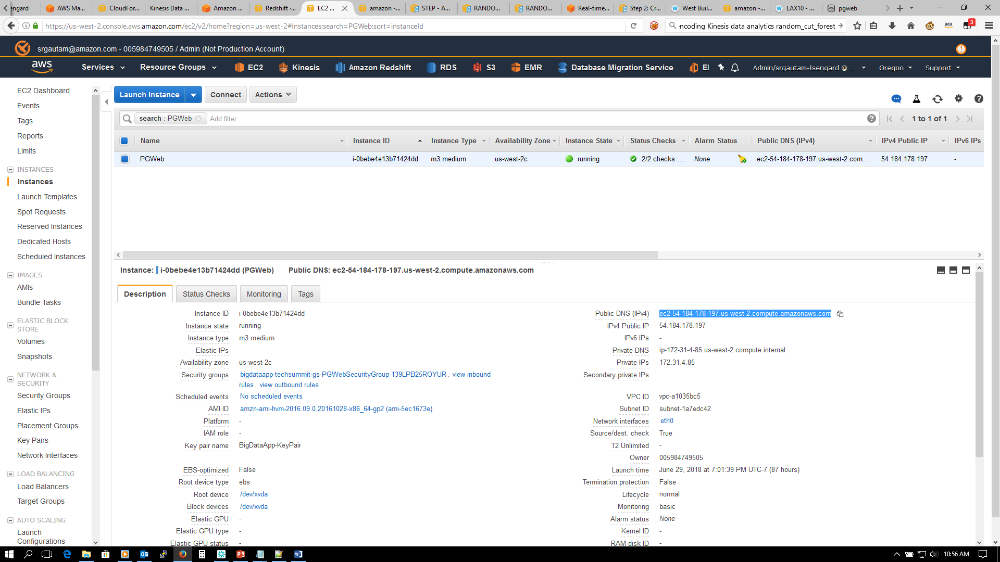 engard
AWS Ma...
CloudFor...
Kinesis Data ...
Amazon ...
Redshift ·...
EC2 ...
amazon -...
STEP - A...
RANDO...
RANDO...
Real-time...
Step 2: Cr...
West Buil...
amazon -...
LAX10 - ...
pgweb
https://us-west-2.console.aws.amazon.com/ec2/v2/home?region=us-west-2#Instances:search=PGWeb;sort=instanceId
ncoding Kinesis data analytics random_cut_forest
aea
3
srgautam@amazon.com - 005984749505 / Admin (Not Production Account)
aws
Services
Resource Groups
EC2
Kinesis
Amazon Redshift
RDS
S3
EMR
Database Migration Service
El
Admin/srgautam-Isengard @ ...
Oregon
Support
EC2 Dashboard
Events
Tags
Reports
Limits
INSTANCES
Instances
Launch Templates
Spot Requests
Reserved Instances
Dedicated Hosts
Scheduled Instances
IMAGES
AMIs
Bundle Tasks
ELASTIC BLOCK
STORE
Volumes
Snapshots
NETWORK &
SECURITY
Security Groups
Elastic IPs
Placement Groups
Key Pairs
Network Interfaces
LOAD BALANCING
Load Balancers
Target Groups
AUTO SCALING
Launch
Configurations
Launch Instance
Connect
Actions
search : PGWeb
Add filter
1 to 1 of 1
Name
Instance ID
Instance Type
Availability Zone
Instance State
Status Checks
Alarm Status
Public DNS (IPv4)
IPv4 Public IP
IPv6 IPs
PGWeb
i-0bebe4e13b71424dd
m3.medium
us-west-2c
running
2/2 checks ...
None
ec2-54-184-178-197.us-west-2.com...
54.184.178.197
-
Instance: i-0bebe4e13b71424dd (PGWeb)
Public DNS: ec2-54-184-178-197.us-west-2.compute.amazonaws.com
Description
Status Checks
Monitoring
Tags
Instance ID i-0bebe4e13b71424dd
Instance state running
Instance type m3.medium
Elastic IPs
Availability zone us-west-2c
Security groups bigdataapp-techsummit-gs-PGWebSecurityGroup-139LPB25ROYUR. view inbound
rules. view outbound rules
Scheduled events No scheduled events
AMI ID amzn-ami-hvm-2016.09.0.20161028-x86_64-gp2 (ami-5ec1673e)
Platform -
IAM role -
Key pair name BigDataApp-KeyPair
EBS-optimized False
Root device type ebs
Root device /dev/xvda
Block devices /dev/xvda
Elastic GPU -
Elastic GPU type -
Elastic GPU status -
Public DNS (IPv4) ec2-54-184-178-197.us-west-2.compute.amazonaws.com
IPv4 Public IP 54.184.178.197
IPv6 IPs -
Private DNS ip-172-31-4-85.us-west-2.compute.internal
Private IPs 172.31.4.85
Secondary private IPs
VPC ID vpc-a1035bc5
Subnet ID subnet-1a7edc42
Network interfaces eth0
Source/dest. check True
T2 Unlimited -
Owner 005984749505
Launch time June 29, 2018 at 7:01:39 PM UTC-7 (87 hours)
Termination protection False
Lifecycle normal
Monitoring basic
Alarm status None
Kernel ID -
RAM disk ID -
10:56 AM